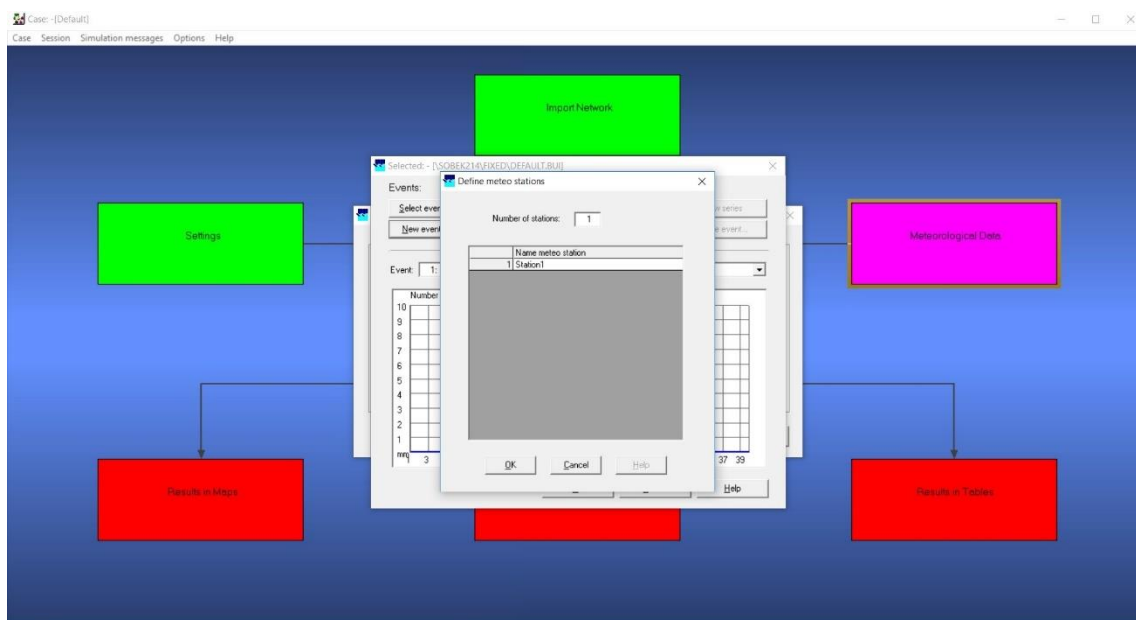 Case: -[Default]
Case Session Simulation messages Options Help
Import Network
Selected: - [\SOBEK214\FIXED\DEFAULT.BUI]
Define meteo stations
Events:
Select even
New event
Number of stations: 1
Settings
Meteorological Data
Name meteo station
1 Station1
Event: 1:
Number
10
9
8
7
6
5
4
3
2
1
mm
3
37 39
OK Cancel Help
Help
Results in Maps
Results in Tables